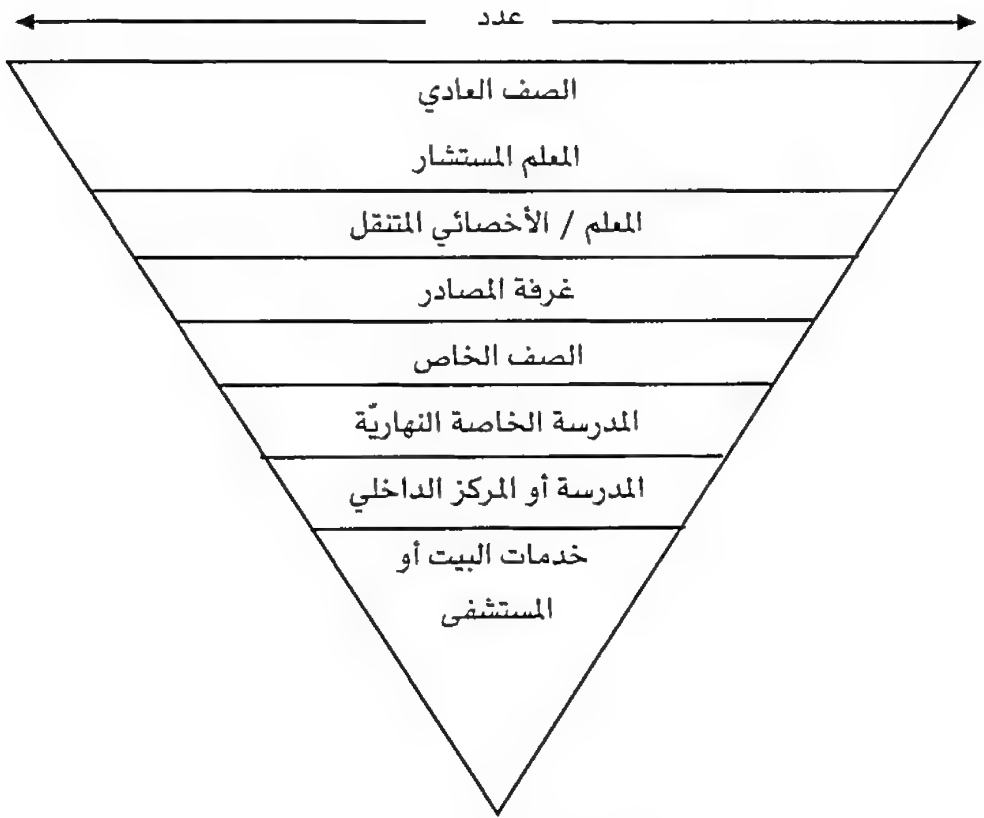 عدد
الصف العادي
المعلم المستشار
المعلم / الأخصائي المتنقل
غرفة المصادر
الصف الخاص
المدرسة الخاصة النهاريّة
المدرسة أو المركز الداخلي
خدمات البيت أو
المستشفى